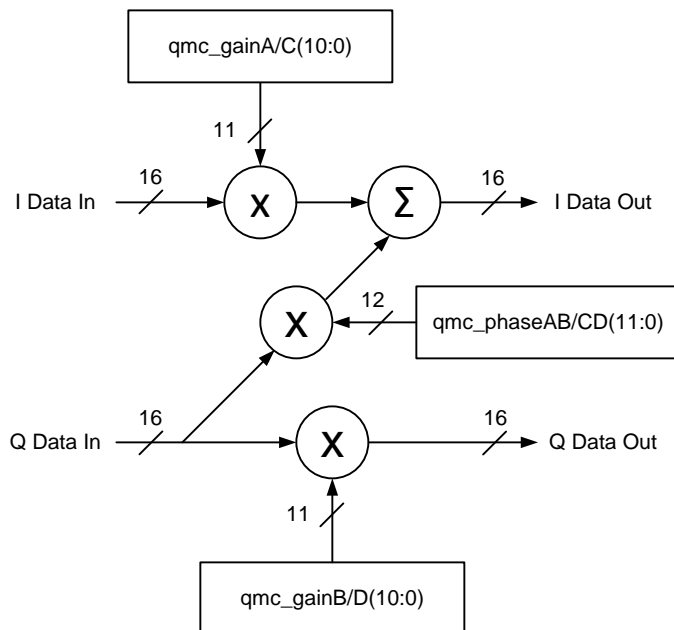 qmc_gainA/C(10:0)
11
I Data In
16
X
Σ
16
I Data Out
X
12
qmc_phaseAB/CD(11:0)
Q Data In
16
X
16
Q Data Out
11
qmc_gainB/D(10:0)